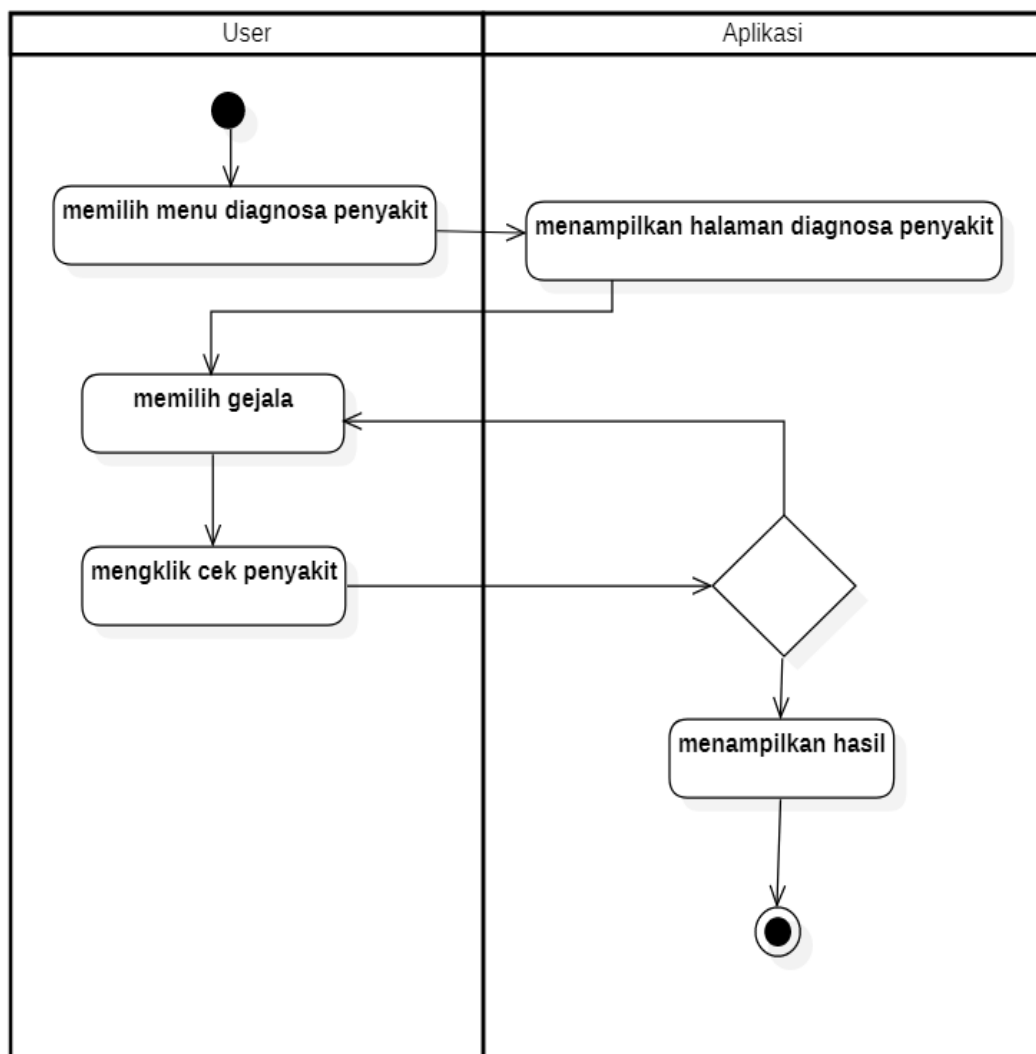 User
Aplikasi
memilih menu diagnosa penyakit
menampilkan halaman diagnosa penyakit
memilih gejala
mengklik cek penyakit
menampilkan hasil